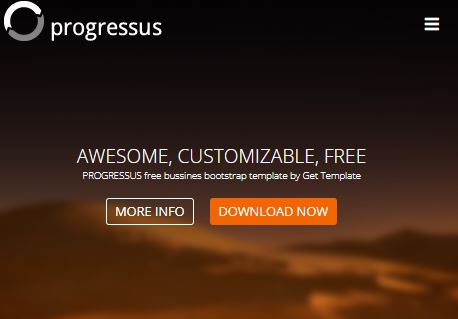 progressus
AWESOME, CUSTOMIZABLE, FREE
PROGRESSUS free bussines bootstrap template by Get Template
MORE INFO
DOWNLOAD NOW